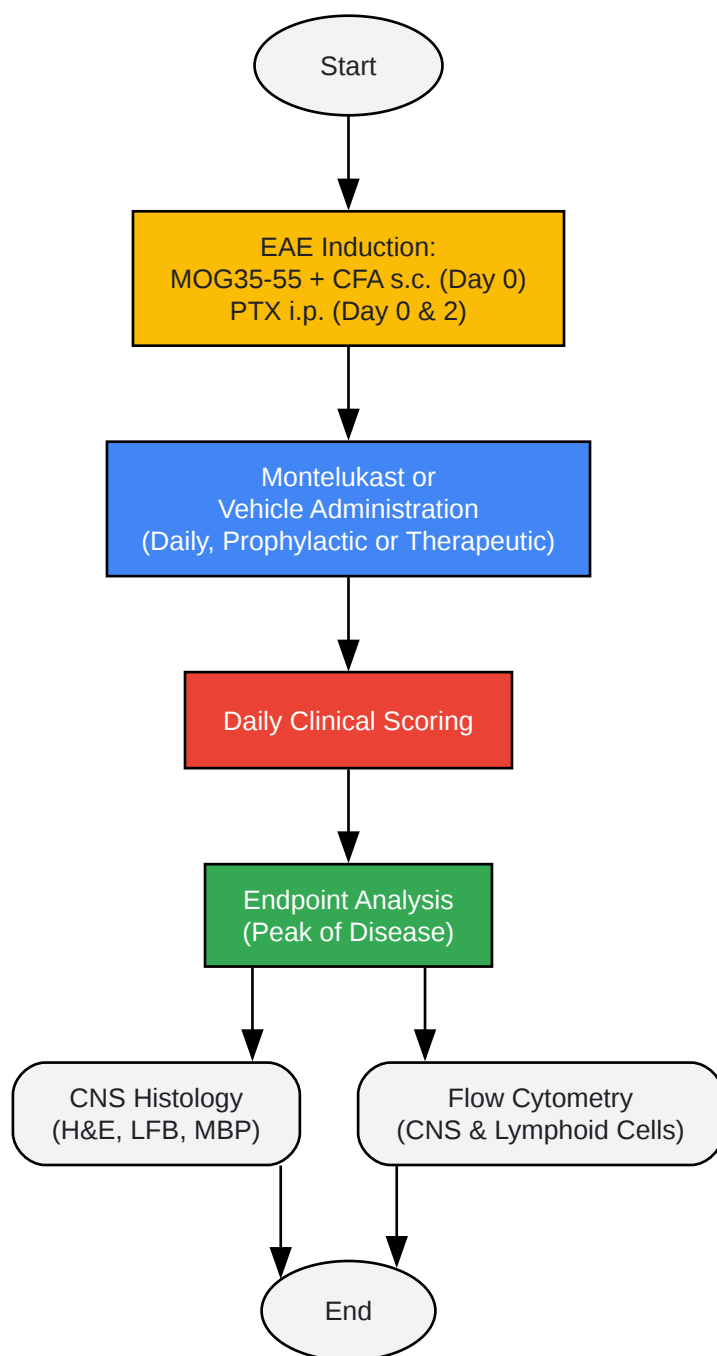 Start
EAE Induction:
MOG35-55 + CFA s.c. (Day 0)
PTX i.p. (Day 0 & 2)
Montelukast or
Vehicle Administration
(Daily, Prophylactic or Therapeutic)
Daily Clinical Scoring
Endpoint Analysis
(Peak of Disease)
CNS Histology
(H&E, LFB, MBP)
Flow Cytometry
(CNS & Lymphoid Cells)
End